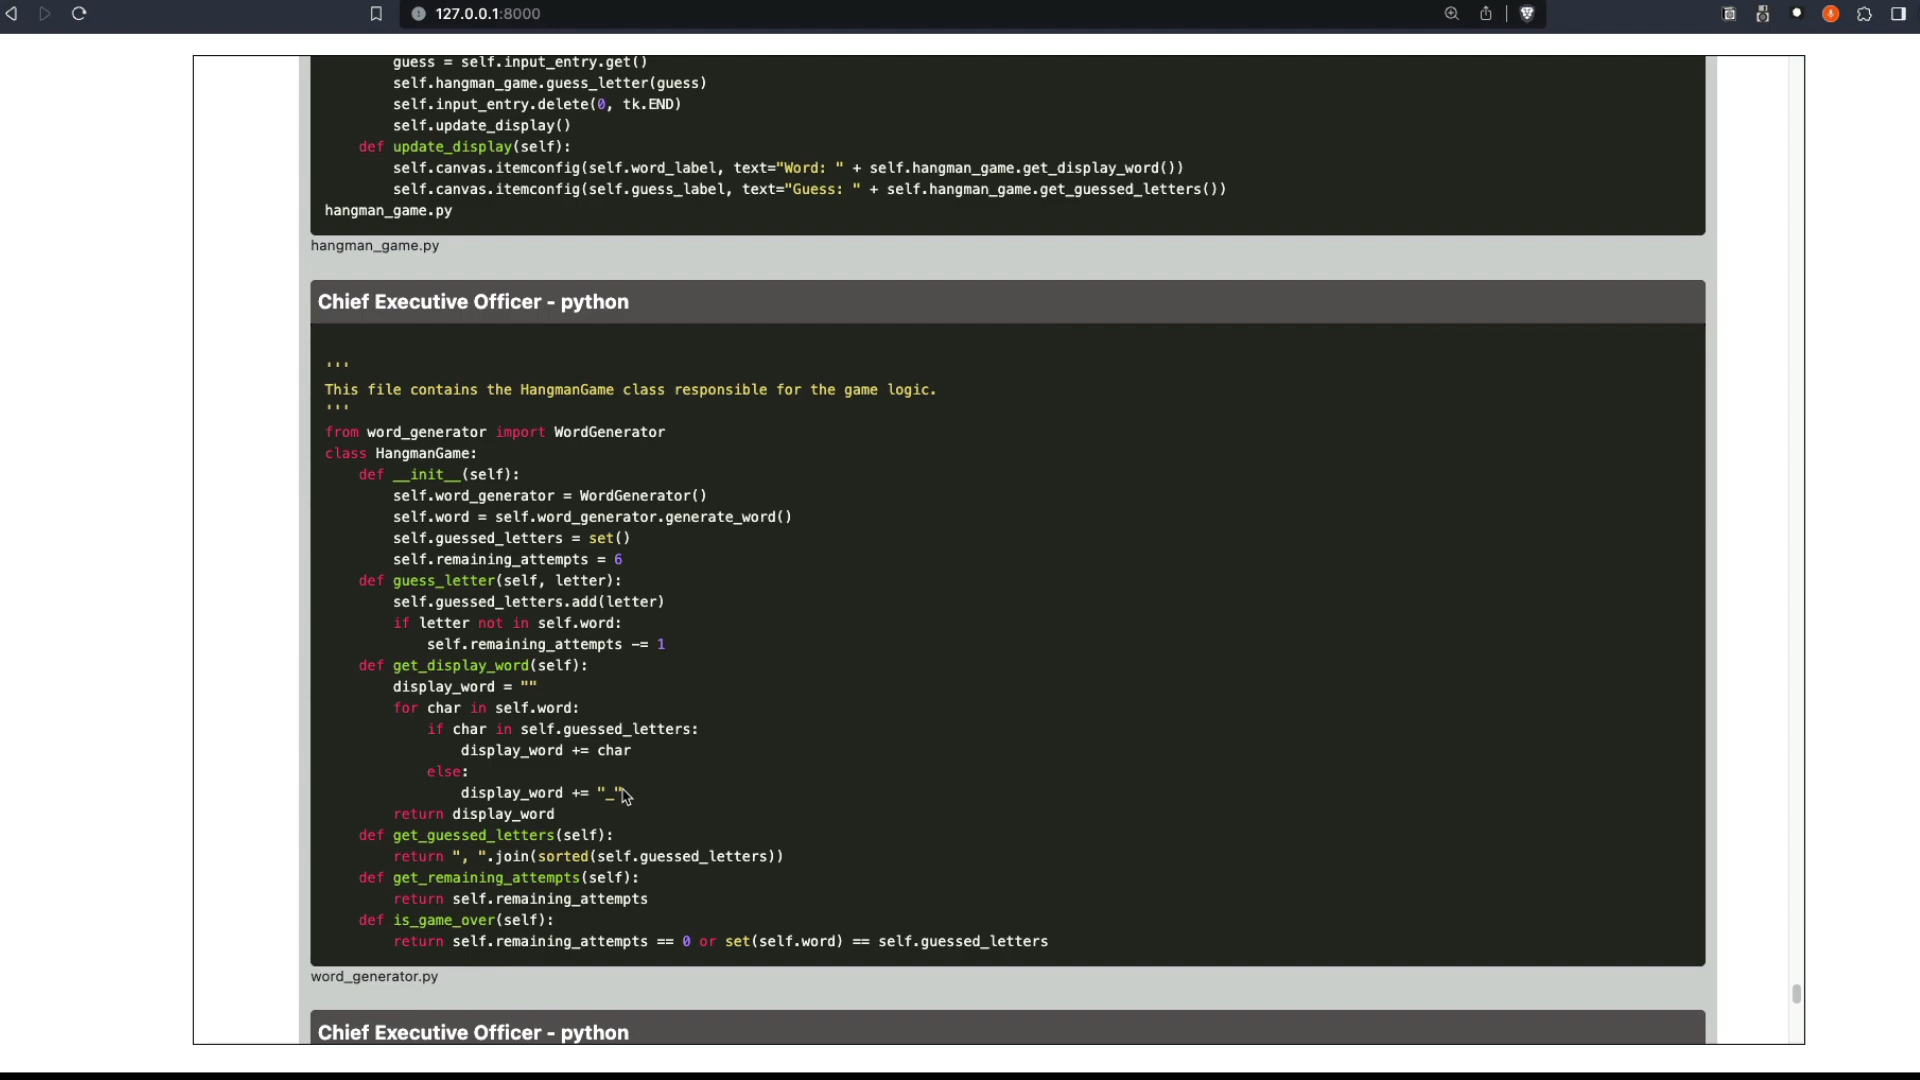 127.0.0.1:8000
        guess = self.input_entry.get()
        self.hangman_game.guess_letter(guess)
        self.input_entry.delete(0, tk.END)
        self.update_display()
    def update_display(self):
        self.canvas.itemconfig(self.word_label, text="Word: " + self.hangman_game.get_display_word())
        self.canvas.itemconfig(self.guess_label, text="Guess: " + self.hangman_game.get_guessed_letters())
hangman_game.py
hangman_game.py
Chief Executive Officer - python
'''
This file contains the HangmanGame class responsible for the game logic.
'''
from word_generator import WordGenerator
class HangmanGame:
    def __init__(self):
        self.word_generator = WordGenerator()
        self.word = self.word_generator.generate_word()
        self.guessed_letters = set()
        self.remaining_attempts = 6
    def guess_letter(self, letter):
        self.guessed_letters.add(letter)
        if letter not in self.word:
            self.remaining_attempts -= 1
    def get_display_word(self):
        display_word = ""
        for char in self.word:
            if char in self.guessed_letters:
                display_word += char
            else:
                display_word += "_"
        return display_word
    def get_guessed_letters(self):
        return ", ".join(sorted(self.guessed_letters))
    def get_remaining_attempts(self):
        return self.remaining_attempts
    def is_game_over(self):
        return self.remaining_attempts == 0 or set(self.word) == self.guessed_letters
word_generator.py
Chief Executive Officer - python